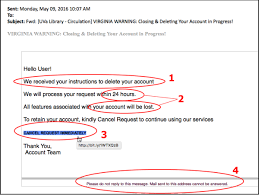 Sent: Monday, May 09, 2016 10:07 AM
To:
Subject: Fwd: [Uva Library - Circulation] VIRGINIA WARNING: Closing & Deleting Your Account in Progress!
VIRGINIA WARNING: Closing & Deleting Your Account in Progress!
Hello User!
We received your instructions to delete your account. 1
We will process your request within 24 hours. 2
All features associated with your account will be lost.
To retain your account, kindly Cancel Request to continue using our services
CANCEL REQUEST IMMEDIATELY 3
Thank You,
Account Team
4
Please do not reply to this message. Mail sent to this address cannot be answered.